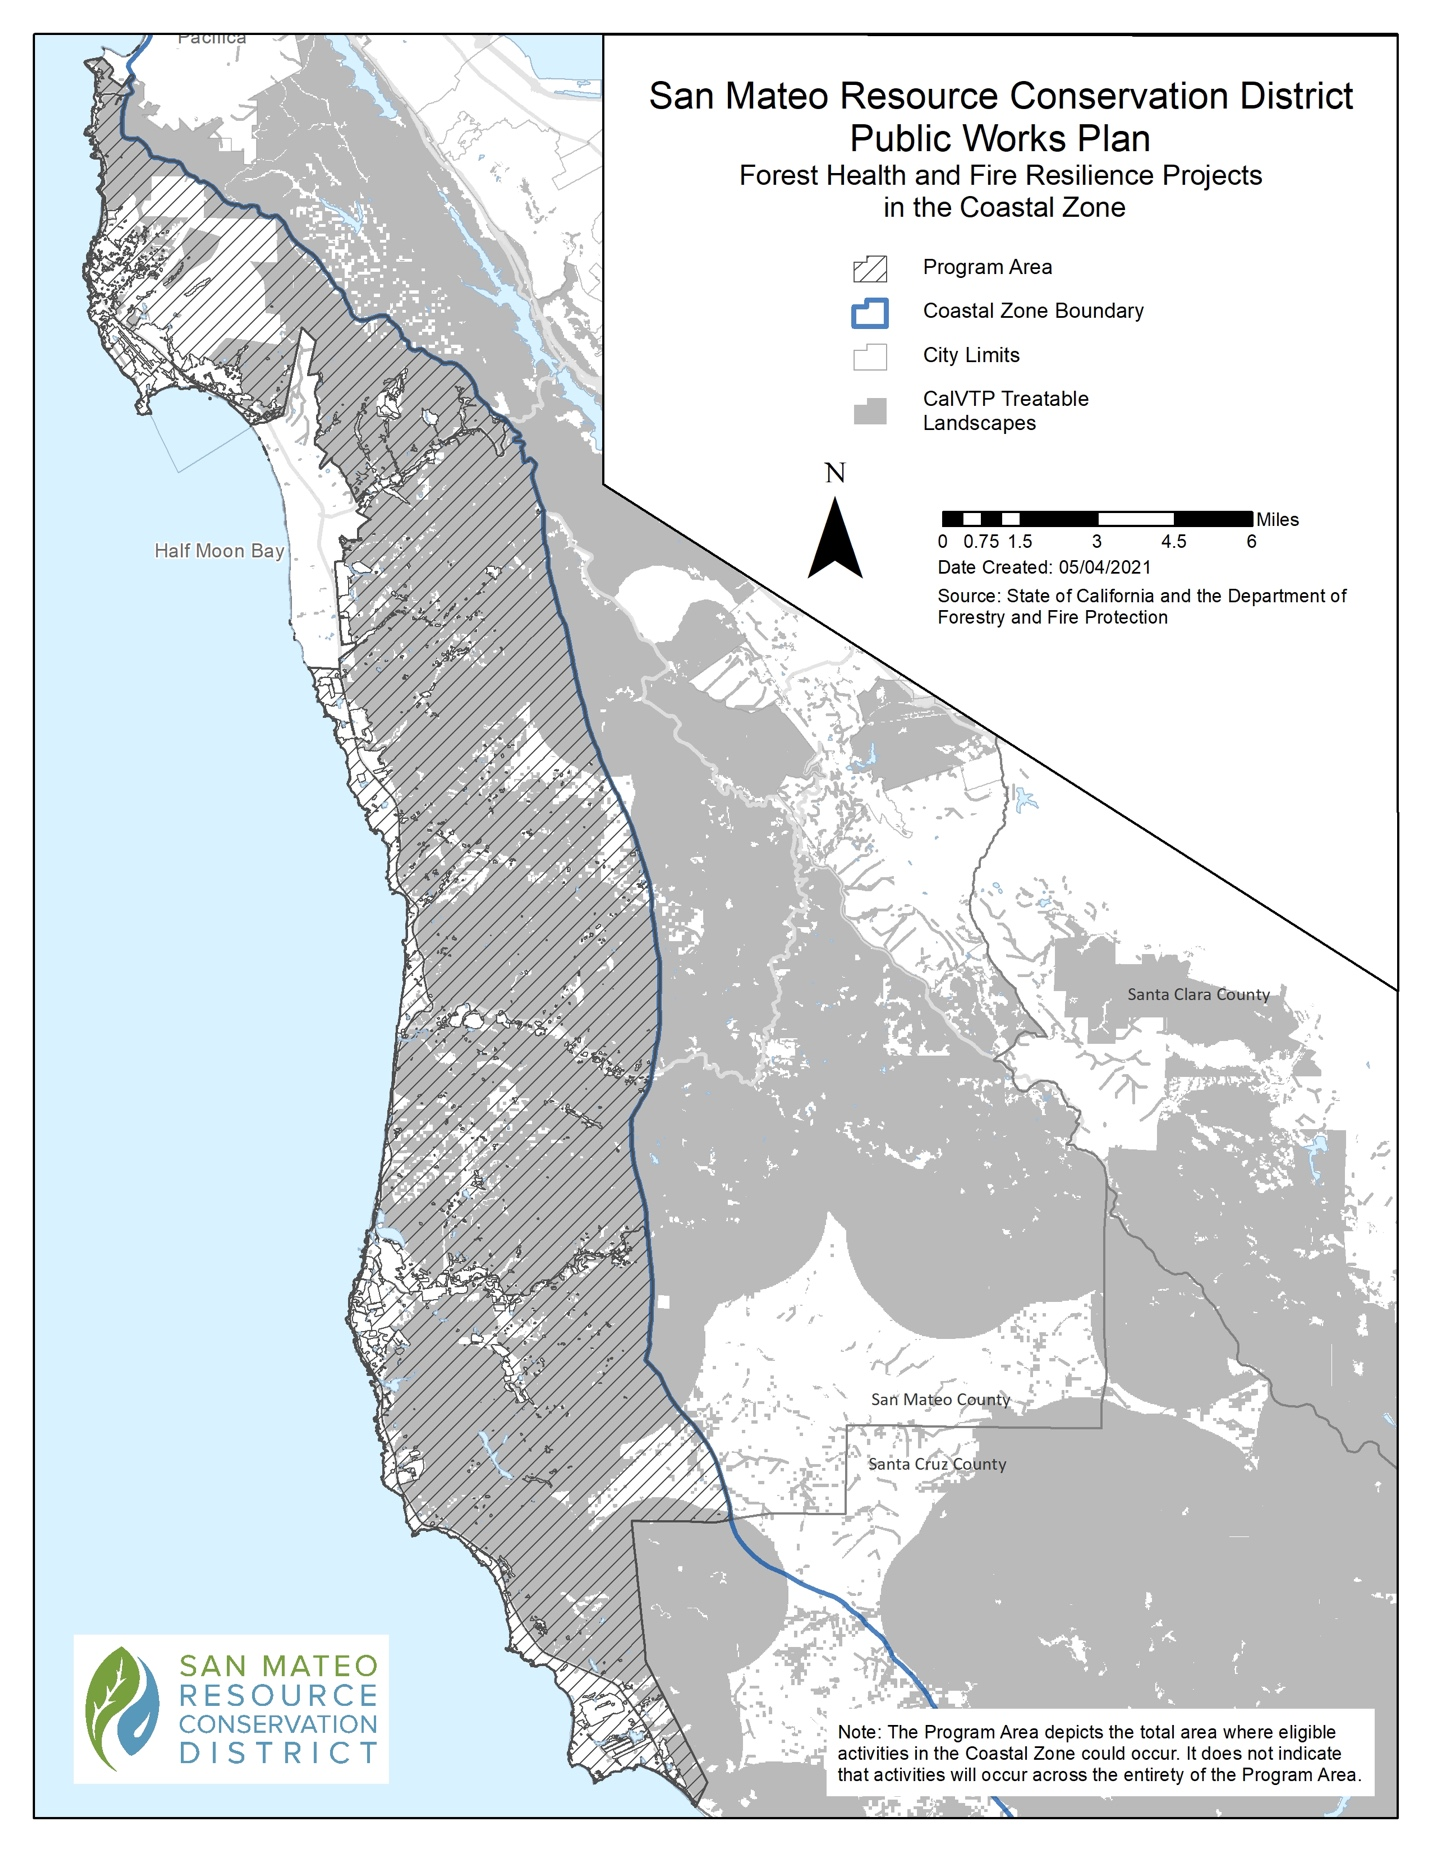 Pacifica
San Mateo Resource Conservation District
Public Works Plan
Forest Health and Fire Resilience Projects
in the Coastal Zone
Program Area
Coastal Zone Boundary
City Limits
CalVTP Treatable
Landscapes
N
Miles
0 0.75 1.5 3 4.5 6
Date Created: 05/04/2021
Source: State of California and the Department of
Forestry and Fire Protection
Half Moon Bay
Santa Clara County
San Mateo County
Santa Cruz County
SAN MATEO
RESOURCE
CONSERVATION
DISTRICT
Note: The Program Area depicts the total area where eligible
activities in the Coastal Zone could occur. It does not indicate
that activities will occur across the entirety of the Program Area.